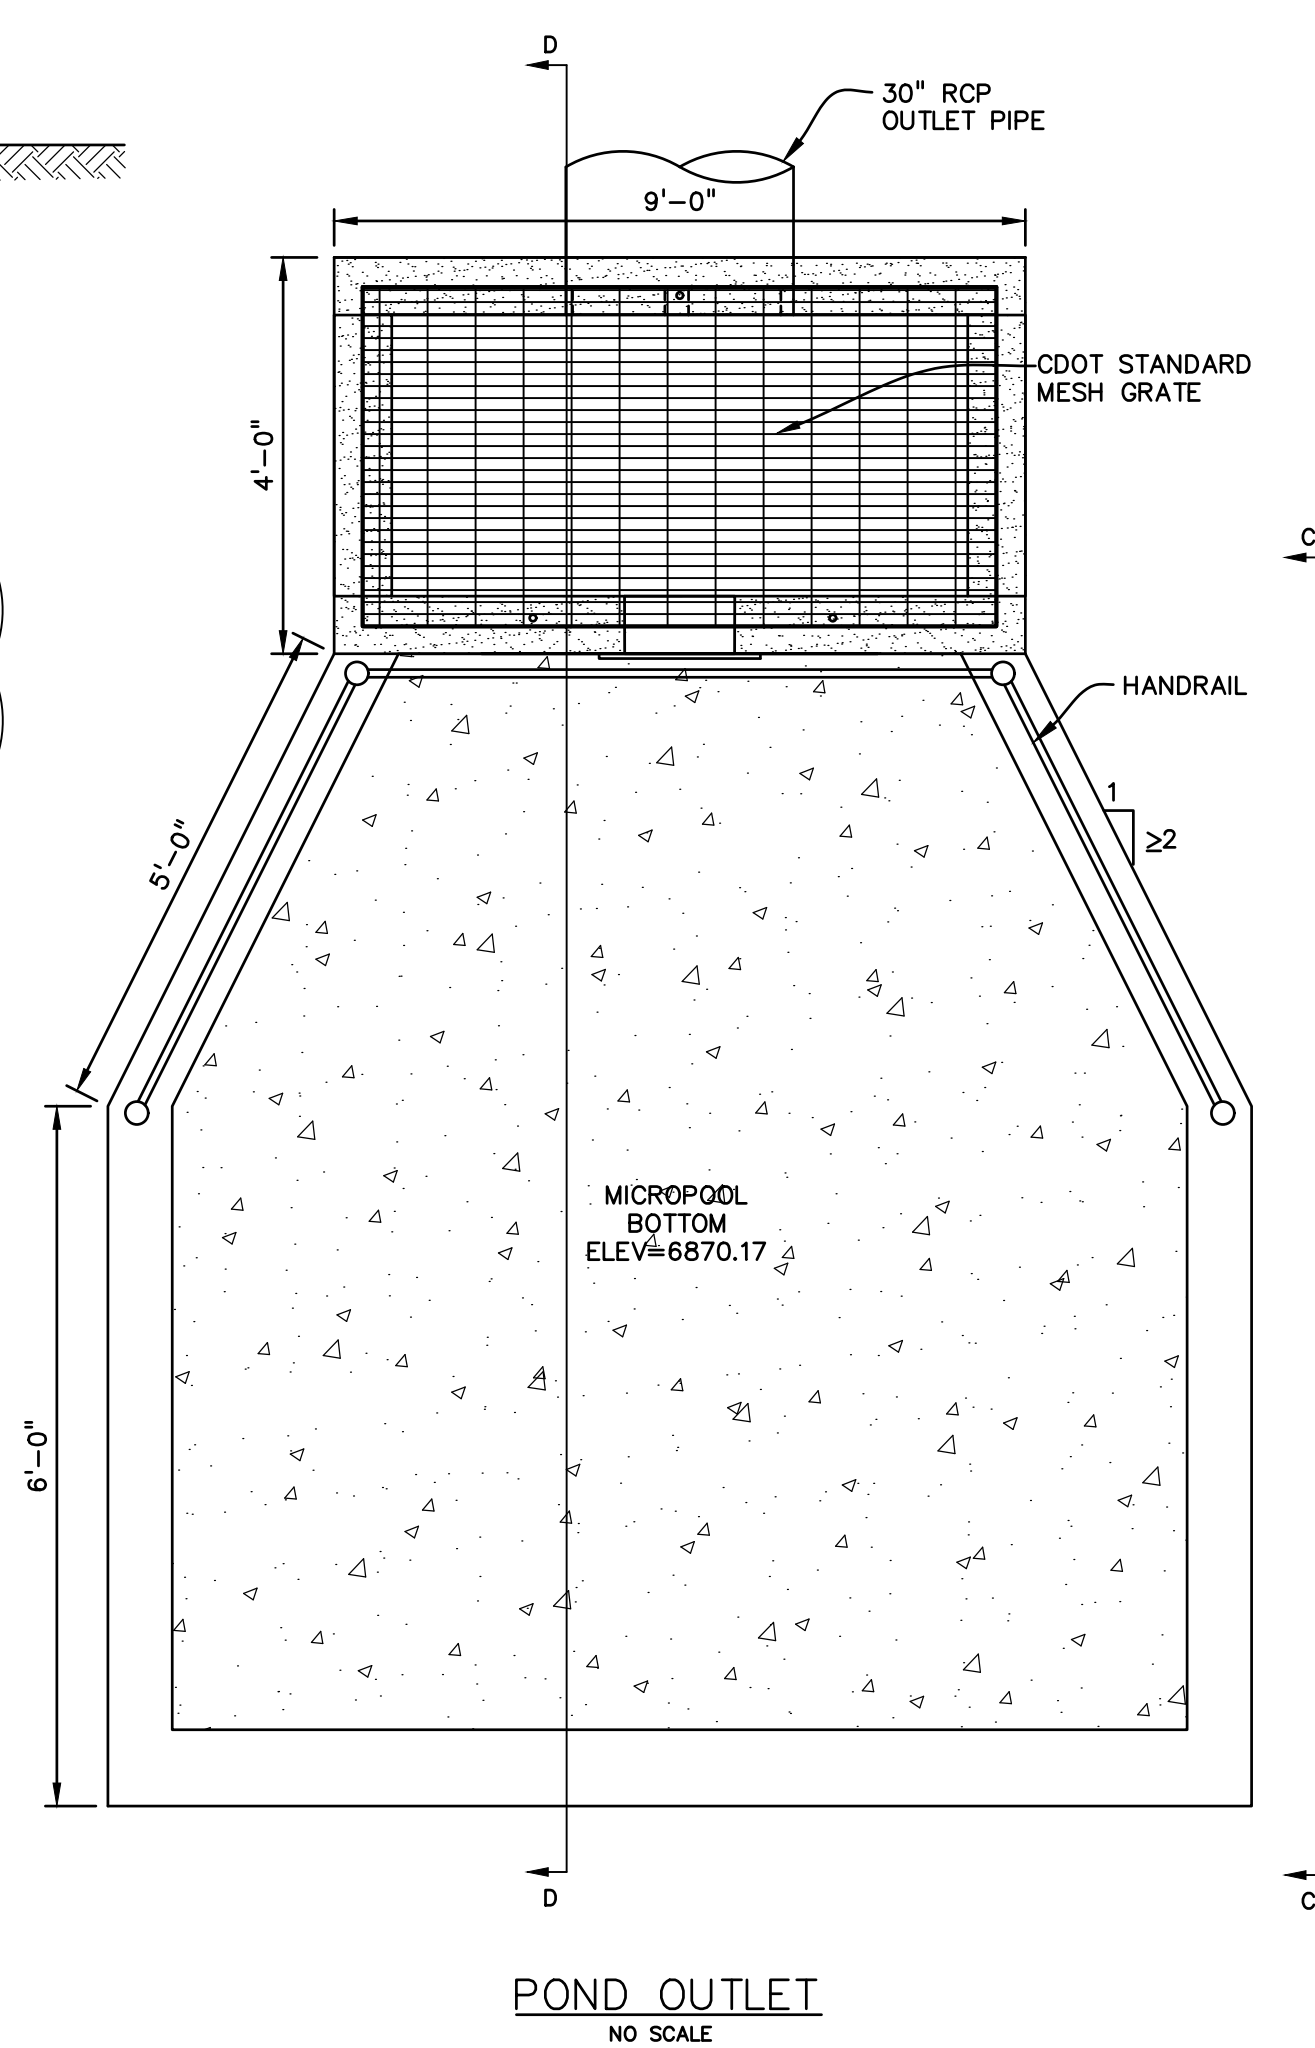 D
30" RCP
OUTLET PIPE
9'-0"
4'-0"
CDOT STANDARD
MESH GRATE
C
HANDRAIL
1
≥2
5'-0"
MICROPOOL
BOTTOM
ELEV=6870.17
6'-0"
D
C
POND OUTLET
NO SCALE